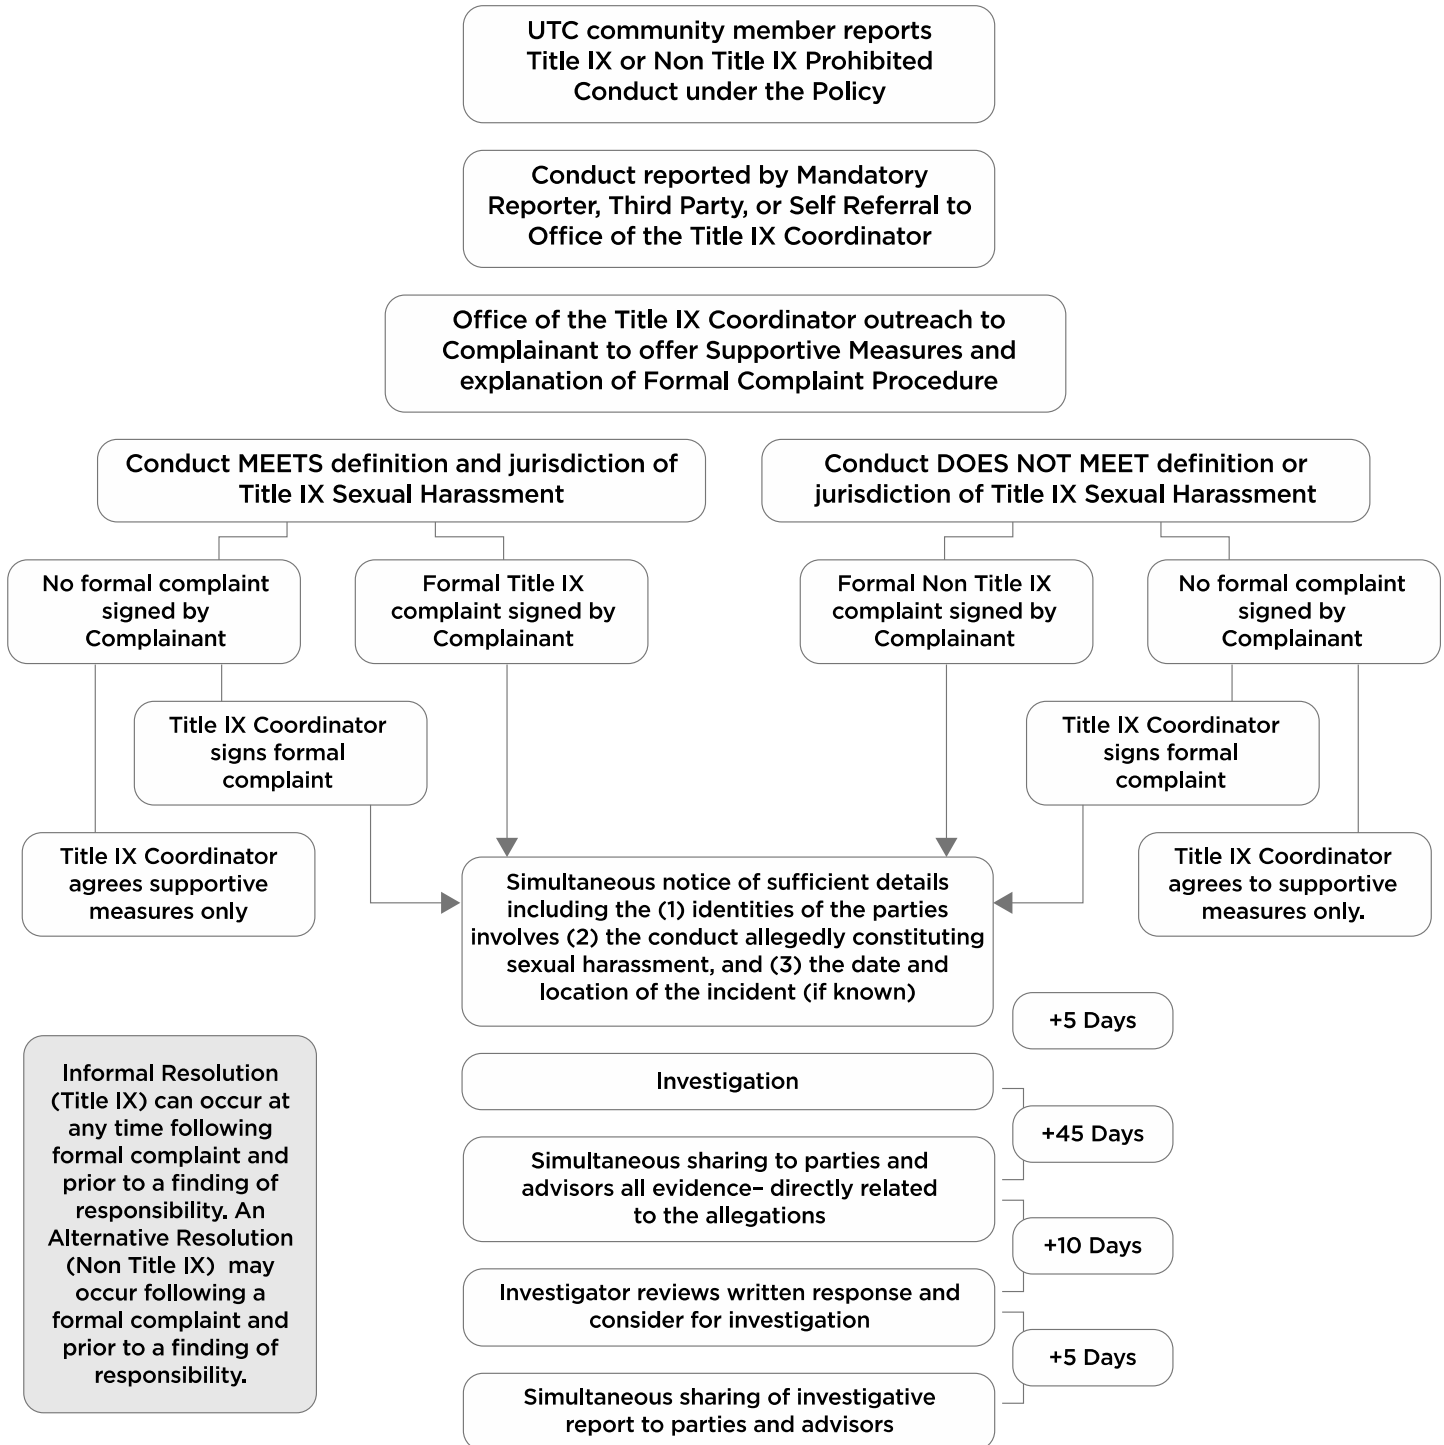 UTC community member reports
Title IX or Non Title IX Prohibited
Conduct under the Policy
Conduct reported by Mandatory
Reporter, Third Party, or Self Referral to
Office of the Title IX Coordinator
Office of the Title IX Coordinator outreach to
Complainant to offer Supportive Measures and
explanation of Formal Complaint Procedure
Conduct MEETS definition and jurisdiction of
Title IX Sexual Harassment
Conduct DOES NOT MEET definition or
jurisdiction of Title IX Sexual Harassment
No formal complaint
signed by
Complainant
Formal Title IX
complaint signed by
Complainant
Formal Non Title IX
complaint signed by
Complainant
No formal complaint
signed by
Complainant
Title IX Coordinator
signs formal
complaint
Title IX Coordinator
signs formal
complaint
Title IX Coordinator
agrees supportive
measures only
Simultaneous notice of sufficient details
including the (1) identities of the parties
involves (2) the conduct allegedly constituting
sexual harassment, and (3) the date and
location of the incident (if known)
Title IX Coordinator
agrees to supportive
measures only.
+5 Days
Informal Resolution
(Title IX) can occur at
any time following
formal complaint and
prior to a finding of
responsibility. An
Alternative Resolution
(Non Title IX)  may
occur following a
formal complaint and
prior to a finding of
responsibility.
Investigation
+45 Days
Simultaneous sharing to parties and
advisors all evidence– directly related
to the allegations
+10 Days
Investigator reviews written response and
consider for investigation
+5 Days
Simultaneous sharing of investigative
report to parties and advisors